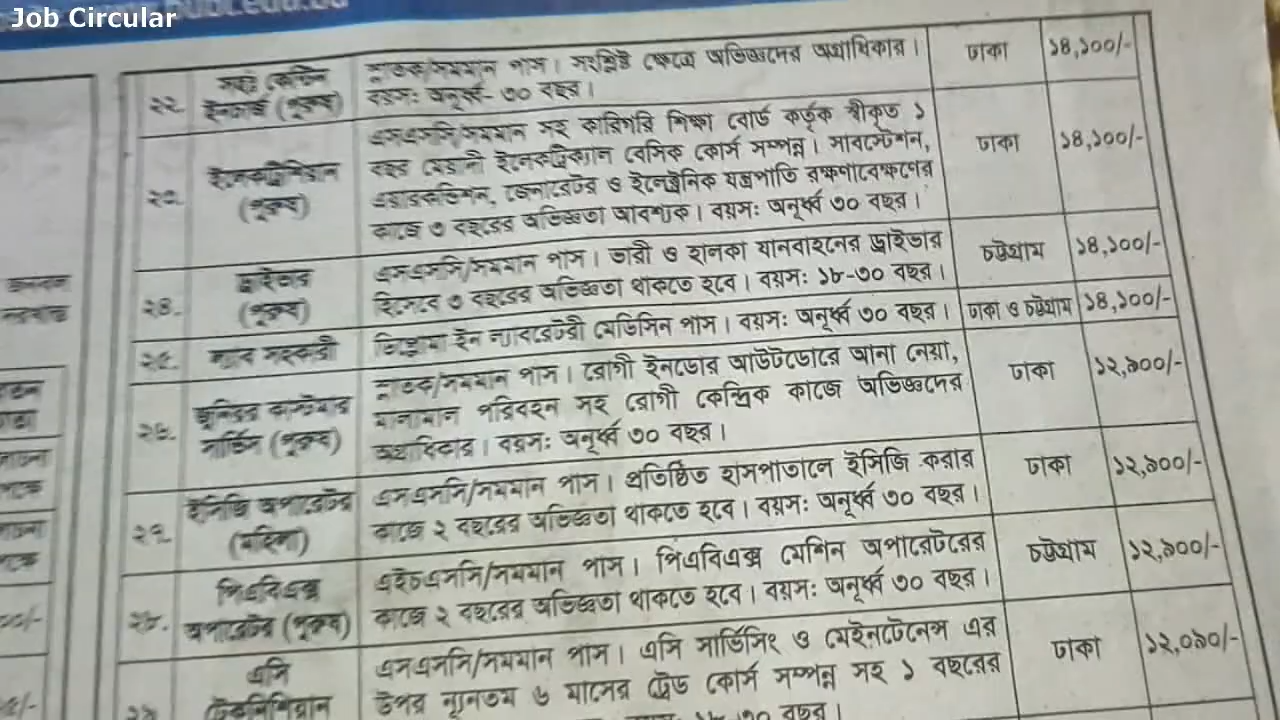 Job Circular
২২.
ইনচার্জ (পুরুষ)
স্নাতক/সমমান পাস। সংশ্লিষ্ট ক্ষেত্রে অভিজ্ঞদের অগ্রাধিকার।
বয়স: অনূর্ধ্ব- ৩০ বছর।
ঢাকা
১৪,১০০/-
২৩.
ইলেকট্রিশিয়ান
(পুরুষ)
এসএসসি/সমমান সহ কারিগরি শিক্ষা বোর্ড কর্তৃক স্বীকৃত ১
বছর মেয়াদী ইলেকট্রিক্যাল বেসিক কোর্স সম্পন্ন। সাবস্টেশন,
এয়ারকন্ডিশন, জেনারেটর ও ইলেক্ট্রনিক যন্ত্রপাতি রক্ষণাবেক্ষণের
কাজে ৩ বছরের অভিজ্ঞতা আবশ্যক। বয়স: অনূর্ধ্ব ৩০ বছর।
ঢাকা
১৪,১০০/-
২৪.
ড্রাইভার
(পুরুষ)
এসএসসি/সমমান পাস। ভারী ও হালকা যানবাহনের ড্রাইভার
হিসেবে ৩ বছরের অভিজ্ঞতা থাকতে হবে। বয়স: ১৮-৩০ বছর।
চট্টগ্রাম
১৪,১০০/-
২৫.
ল্যাব সহকারী
ডিপ্লোমা ইন ল্যাবরেটরী মেডিসিন পাস। বয়স: অনূর্ধ্ব ৩০ বছর।
ঢাকা ও চট্টগ্রাম
১৪,১০০/-
২৬.
জুনিয়র কাস্টমার
সার্ভিস (পুরুষ)
স্নাতক/সমমান পাস। রোগী ইনডোর আউটডোরে আনা নেয়া,
মালামাল পরিবহন সহ রোগী কেন্দ্রিক কাজে অভিজ্ঞদের
অগ্রাধিকার। বয়স: অনূর্ধ্ব ৩০ বছর।
ঢাকা
১২,৯০০/-
২৭.
ইসিজি অপারেটর
(মহিলা)
এসএসসি/সমমান পাস। প্রতিষ্ঠিত হাসপাতালে ইসিজি করার
কাজে ২ বছরের অভিজ্ঞতা থাকতে হবে। বয়স: অনূর্ধ্ব ৩০ বছর।
ঢাকা
১২,৯০০/-
২৮.
পিএবিএক্স
অপারেটর (পুরুষ)
এইচএসসি/সমমান পাস। পিএবিএক্স মেশিন অপারেটরের
কাজে ২ বছরের অভিজ্ঞতা থাকতে হবে। বয়স: অনূর্ধ্ব ৩০ বছর।
চট্টগ্রাম
১২,৯০০/-
২৯
এসি
টেকনিশিয়ান
এসএসসি/সমমান পাস। এসি সার্ভিসিং ও মেইনটেনেন্স এর
উপর ন্যূনতম ৬ মাসের ট্রেড কোর্স সম্পন্ন সহ ১ বছরের
ঢাকা
১২,০৯০/-